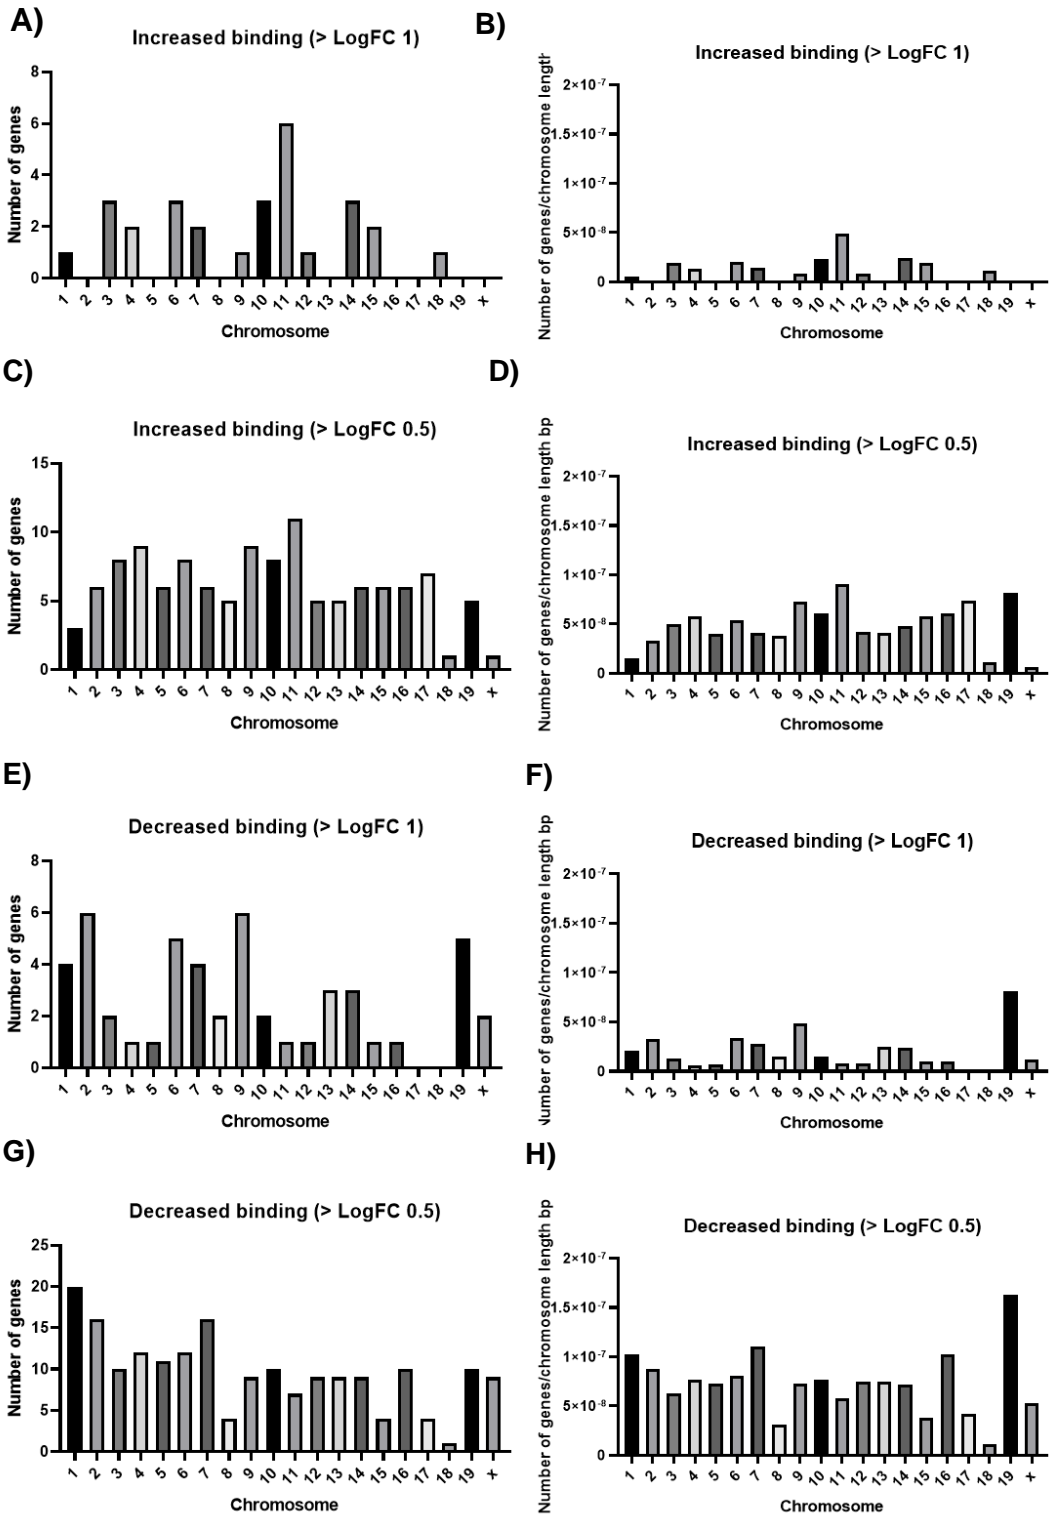 A)
Increased binding (> LogFC 1)
Number of genes
8
6
4
2
0
1 2 3 4 5 6 7 8 9 10 11 12 13 14 15 16 17 18 19 x
Chromosome
B)
Increased binding (> LogFC 1)
Number of genes/chromosome length
2×10-7
1.5×10-7
1×10-7
5×10-8
0
1 2 3 4 5 6 7 8 9 10 11 12 13 14 15 16 17 18 19 x
Chromosome
C)
Increased binding (> LogFC 0.5)
Number of genes
15
10
5
0
1 2 3 4 5 6 7 8 9 10 11 12 13 14 15 16 17 18 19 x
Chromosome
D)
Increased binding (> LogFC 0.5)
Number of genes/chromosome length bp
2×10-7
1.5×10-7
1×10-7
5×10-8
0
1 2 3 4 5 6 7 8 9 10 11 12 13 14 15 16 17 18 19 x
Chromosome
E)
Decreased binding (> LogFC 1)
Number of genes
8
6
4
2
0
1 2 3 4 5 6 7 8 9 10 11 12 13 14 15 16 17 18 19 x
Chromosome
F)
Decreased binding (> LogFC 1)
Number of genes/chromosome length bp
2×10-7
1.5×10-7
1×10-7
5×10-8
0
1 2 3 4 5 6 7 8 9 10 11 12 13 14 15 16 17 18 19 x
Chromosome
G)
Decreased binding (> LogFC 0.5)
Number of genes
25
20
15
10
5
0
1 2 3 4 5 6 7 8 9 10 11 12 13 14 15 16 17 18 19 x
Chromosome
H)
Decreased binding (> LogFC 0.5)
Number of genes/chromosome length bp
2×10-7
1.5×10-7
1×10-7
5×10-8
0
1 2 3 4 5 6 7 8 9 10 11 12 13 14 15 16 17 18 19 x
Chromosome